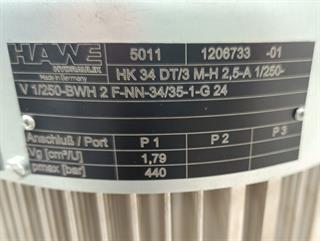 HAWE
HYDRAULIK
Made in Germany
5011 1206733 -01
HK 34 DT/3 M-H 2,5-A 1/250-
V 1/250-BWH 2 F-NN-34/35-1-G 24
Anschluß / Port P 1 P 2 P 3
Vg [cm³/U] 1,79
pmax [bar] 440